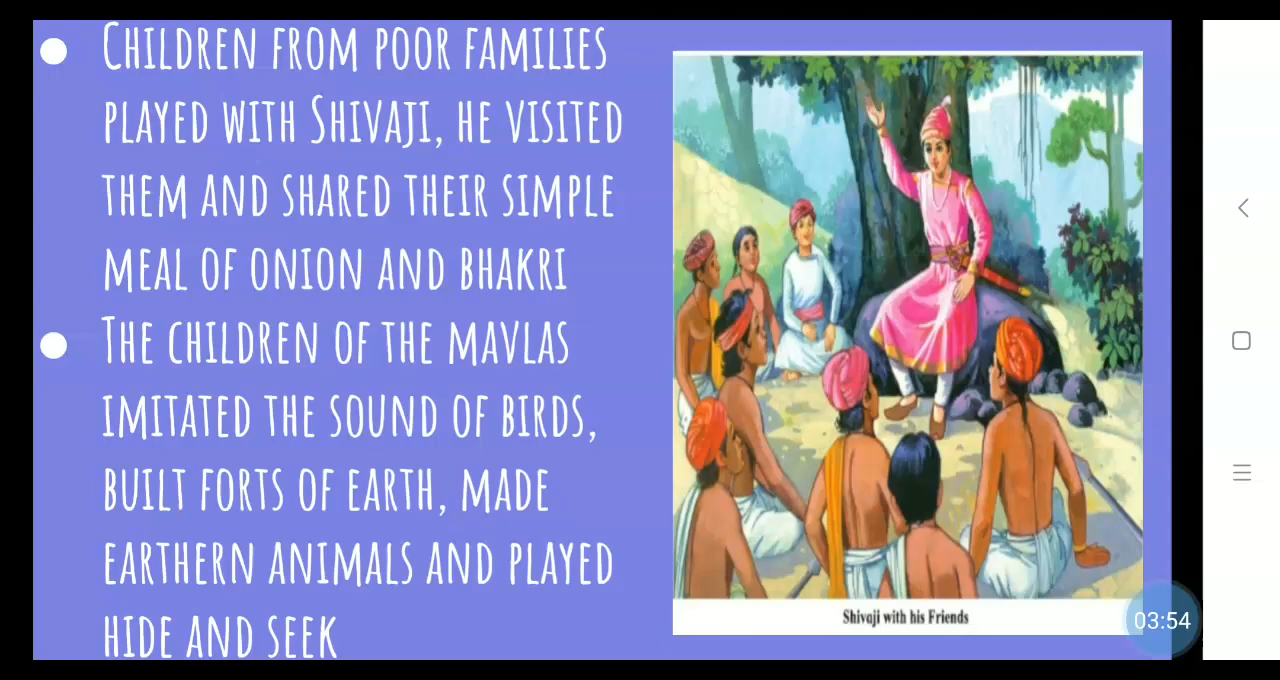 Children from poor families
played with Shivaji, he visited
them and shared their simple
meal of onion and bhakri
The children of the mavlas
imitated the sound of birds,
built forts of earth, made
earthern animals and played
hide and seek
Shivaji with his Friends
03:54